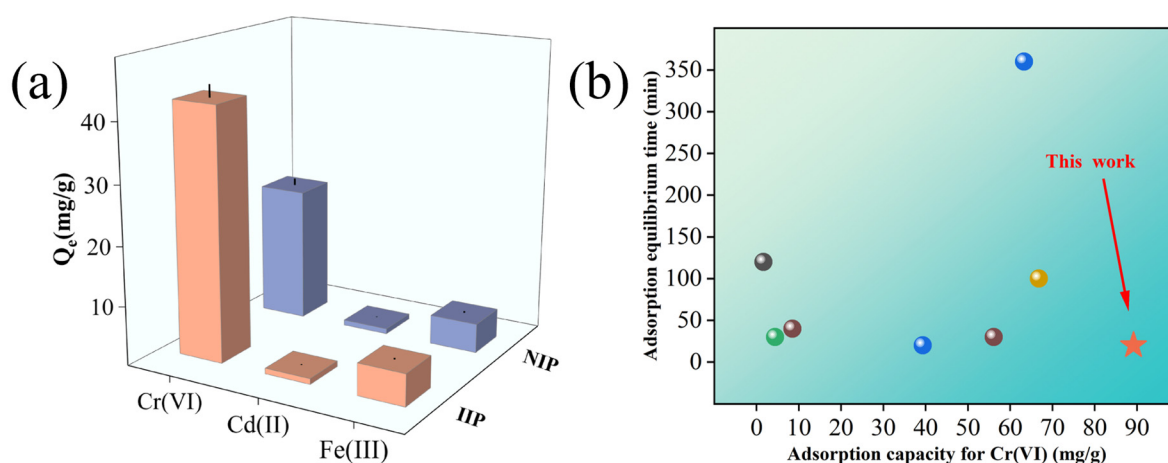 (a)
Qe(mg/g)
40
30
20
10
Cr(VI)
Cd(II)
Fe(III)
IIP
NIP
(b)
Adsorption equilibrium time (min)
350
300
250
200
150
100
50
0
This work
0 10 20 30 40 50 60 70 80 90
Adsorption capacity for Cr(VI) (mg/g)